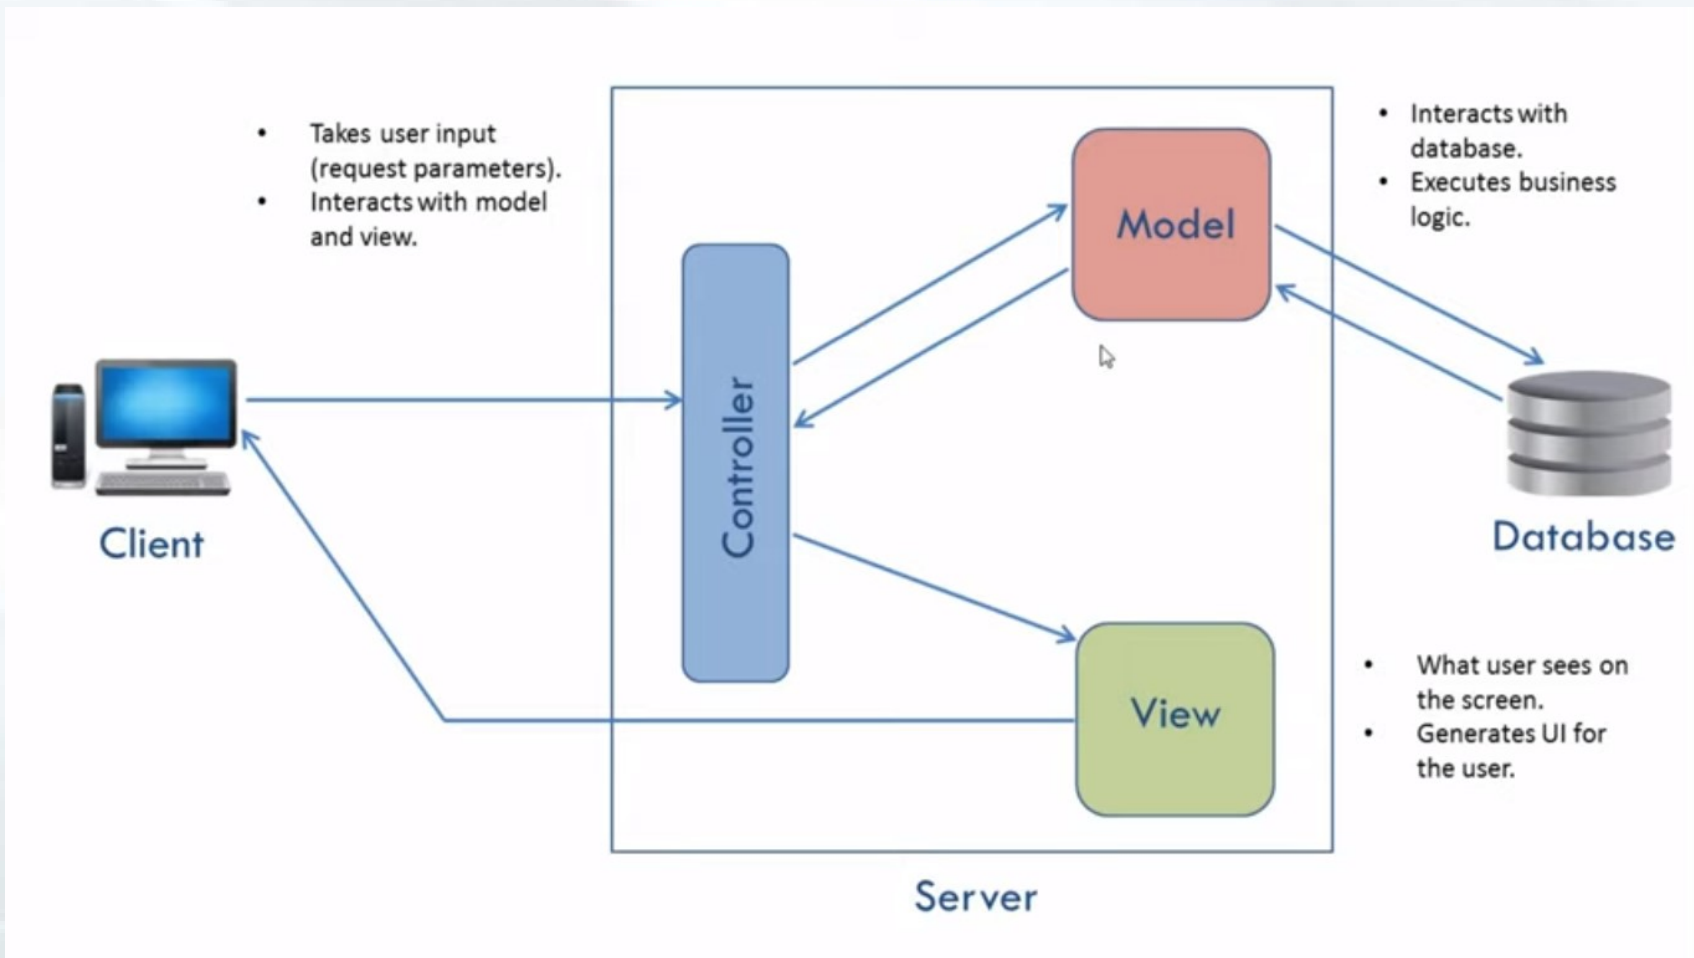 • Takes user input
(request parameters).
• Interacts with model
and view.
• Interacts with
database.
• Executes business
logic.
Model
Controller
Client
Database
View
• What user sees on
the screen.
• Generates UI for
the user.
Server